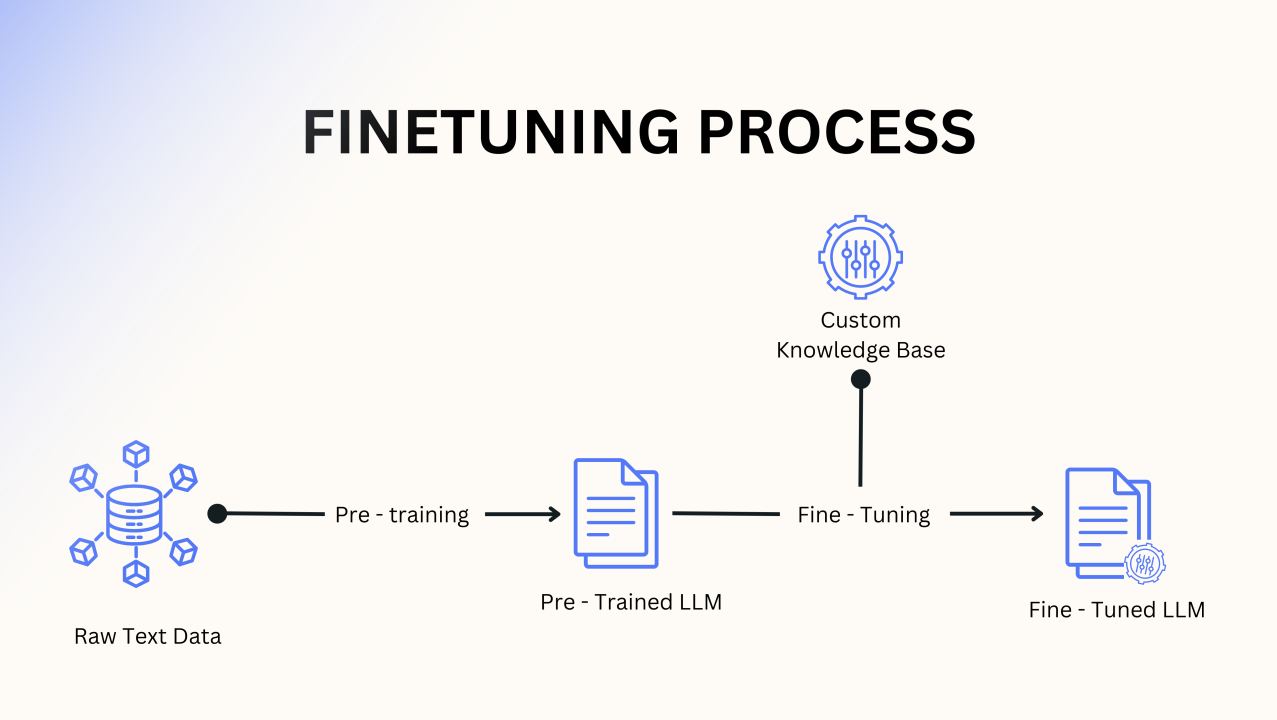 FINETUNING PROCESS
Custom
Knowledge Base
Pre - training
Fine - Tuning
Pre - Trained LLM
Fine - Tuned LLM
Raw Text Data